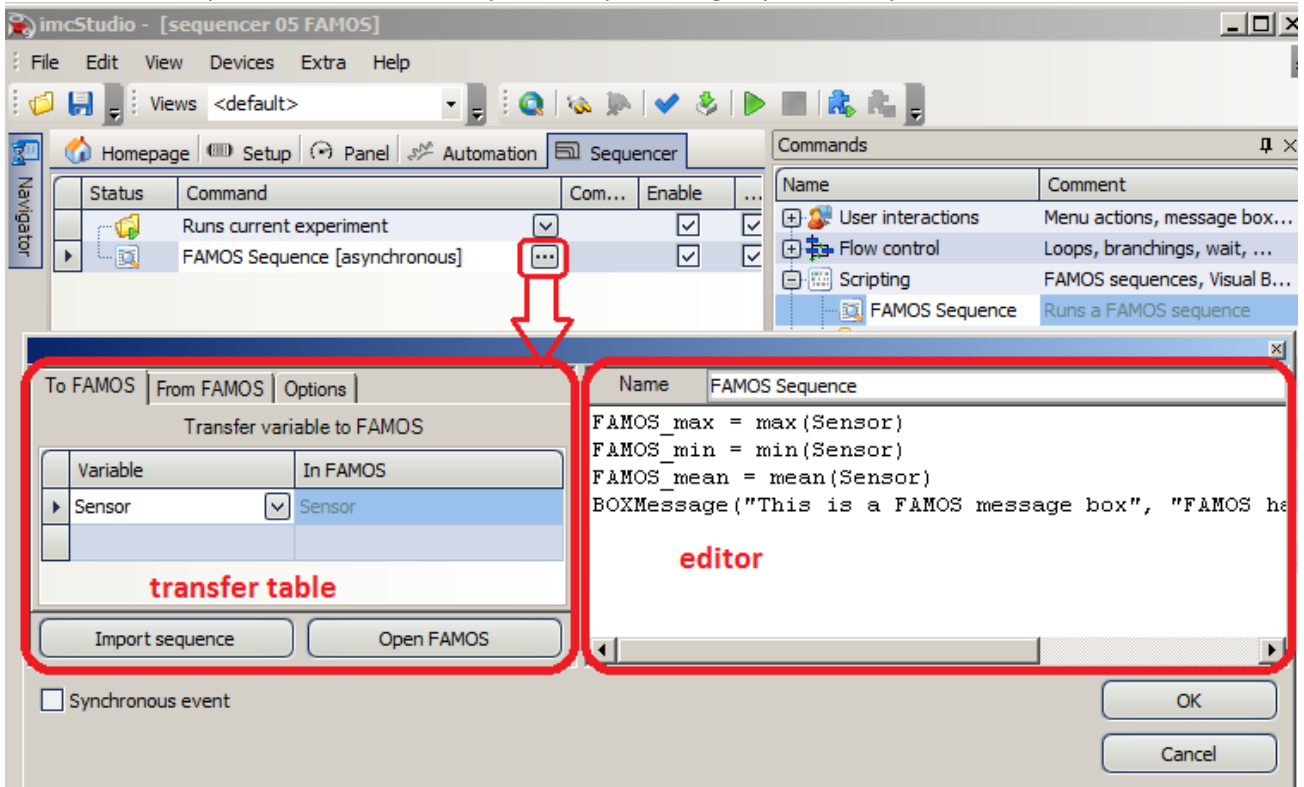 imcStudio - [sequencer 05 FAMOS]
File Edit View Devices Extra Help
Views <default>
Navigator
Homepage Setup Panel Automation Sequencer
Commands
Status Command Com... Enable ...
Name Comment
Runs current experiment
User interactions Menu actions, message box...
FAMOS Sequence [asynchronous] ...
Flow control Loops, branchings, wait, ...
Scripting FAMOS sequences, Visual B...
FAMOS Sequence Runs a FAMOS sequence
To FAMOS From FAMOS Options
Transfer variable to FAMOS
Variable In FAMOS
Sensor Sensor
transfer table
Import sequence Open FAMOS
Name FAMOS Sequence
FAMOS_max = max(Sensor)
FAMOS_min = min(Sensor)
FAMOS_mean = mean(Sensor)
BOXMessage("This is a FAMOS message box", "FAMOS ha
editor
Synchronous event
OK
Cancel